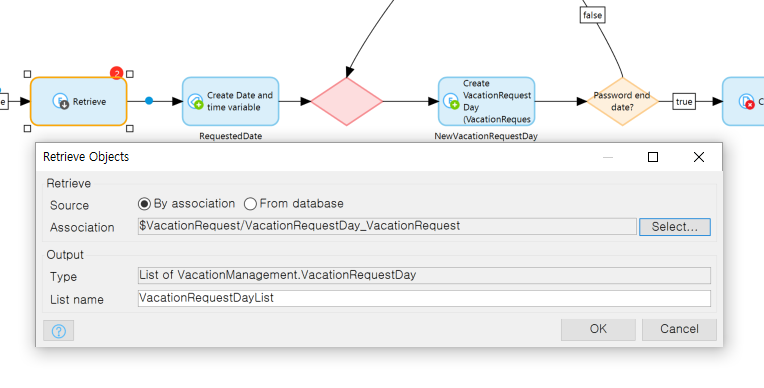 false
2
Retrieve
Create Date and
time variable
RequestedDate
Create
VacationRequest
Day
(VacationReques
NewVacationRequestDay
Password end
date?
true
Retrieve Objects
Retrieve
Source
By association
From database
Association
$VacationRequest/VacationRequestDay_VacationRequest
Select...
Output
Type
List of VacationManagement.VacationRequestDay
List name
VacationRequestDayList
?
OK
Cancel